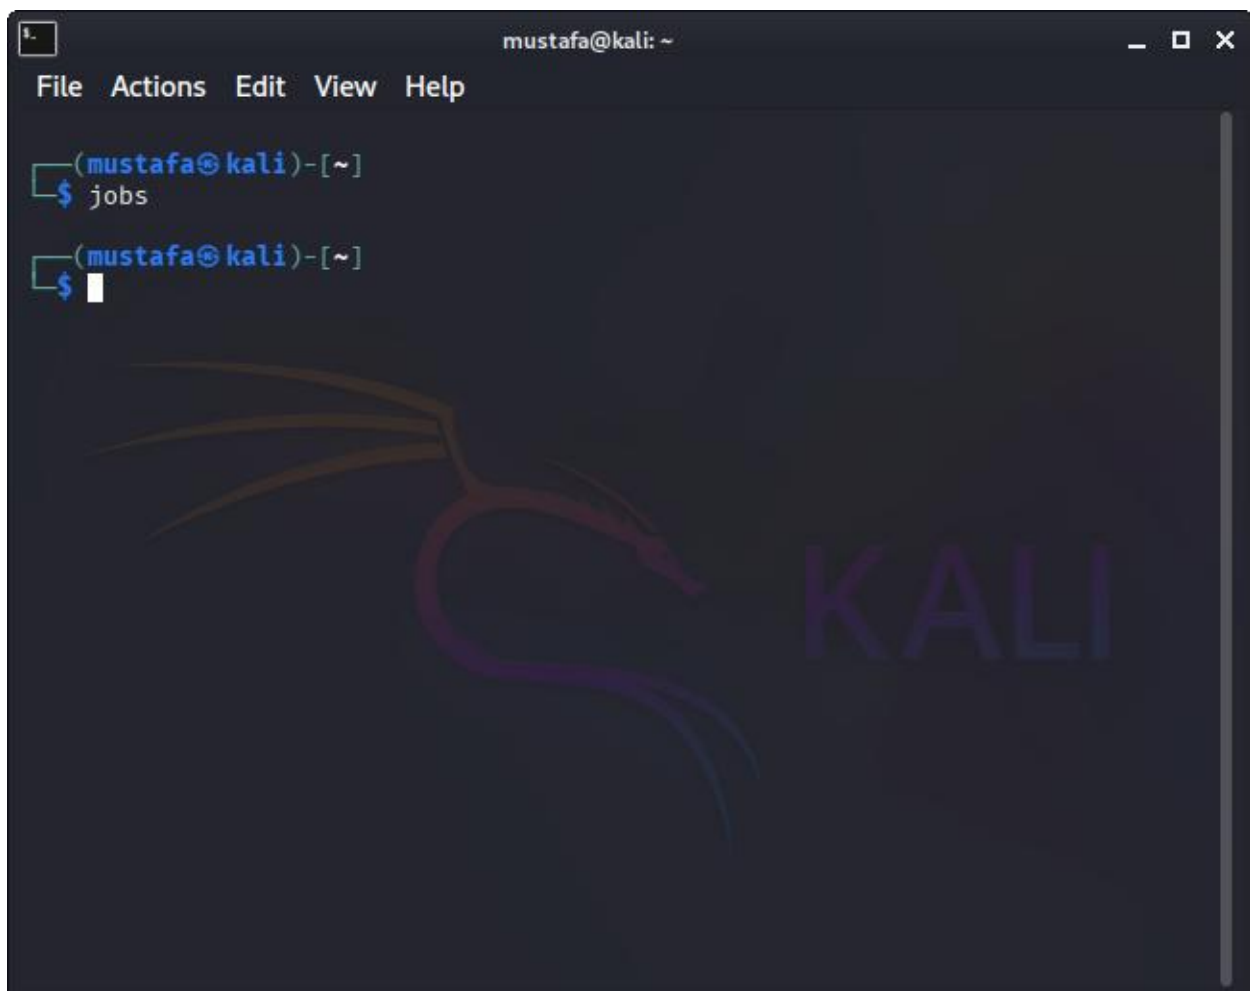 mustafa@kali: ~
File Actions Edit View Help
┌──(mustafa㉿kali)-[~]
└─$ jobs
┌──(mustafa㉿kali)-[~]
└─$
KALI